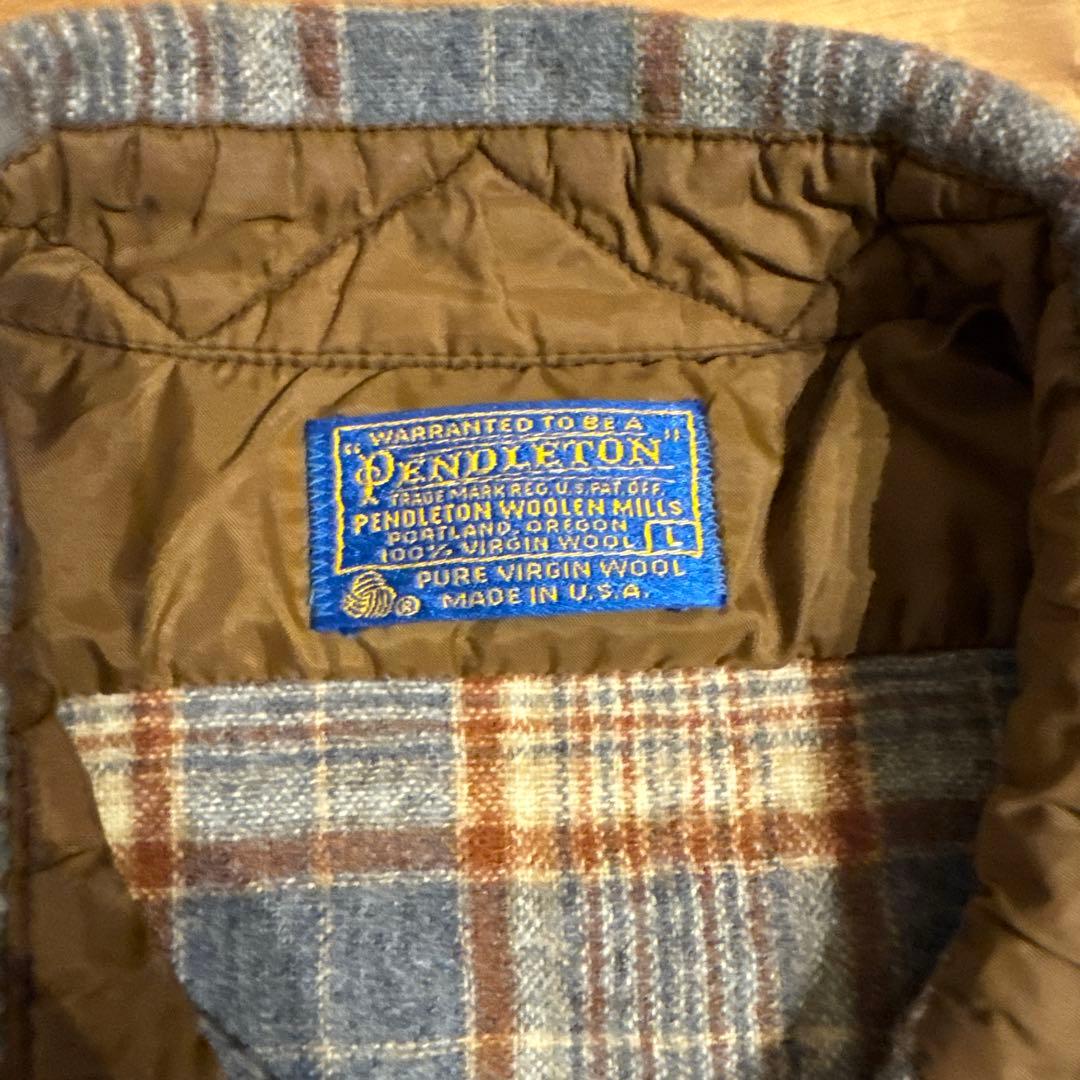 WARRANTED TO BE A
"PENDLETON"
TRADE MARK REG. U.S. PAT. OFF.
PENDLETON WOOLEN MILLS
PORTLAND, OREGON
100% VIRGIN WOOL L
PURE VIRGIN WOOL
® MADE IN U.S.A.